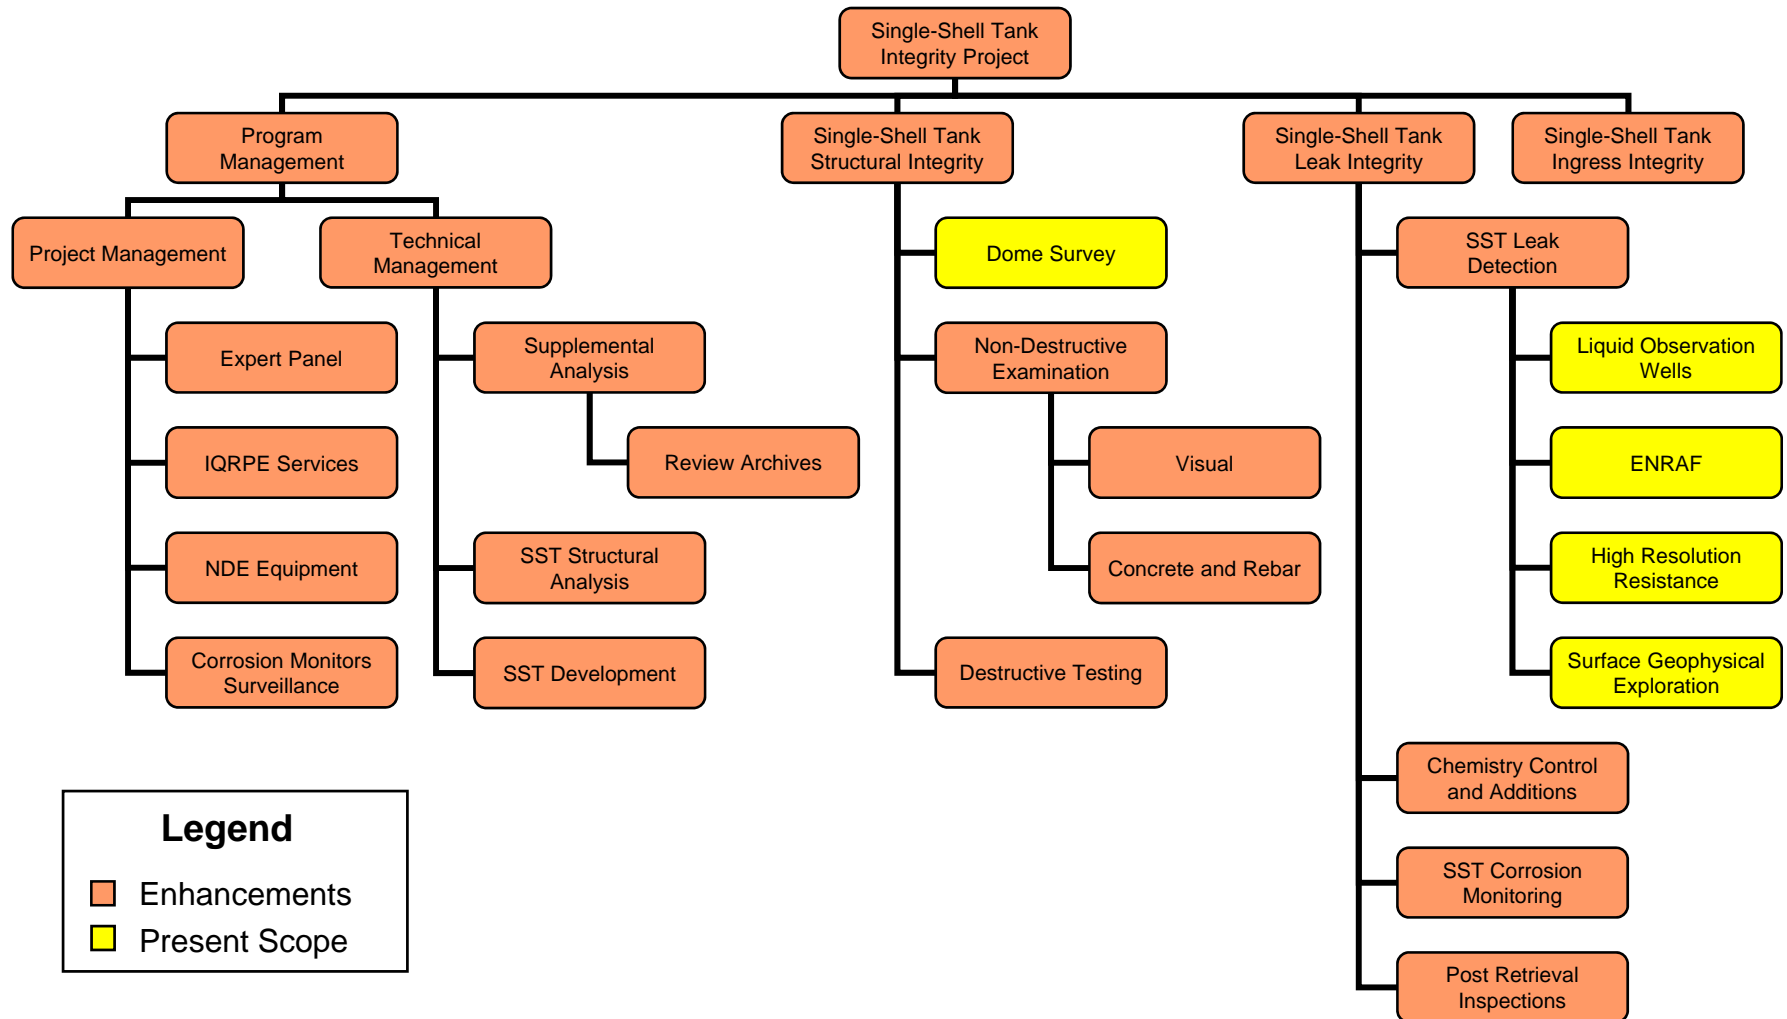 Single-Shell Tank
Integrity Project
Program
Management
Single-Shell Tank
Structural Integrity
Single-Shell Tank
Leak Integrity
Single-Shell Tank
Ingress Integrity
Project Management
Technical
Management
Dome Survey
SST Leak
Detection
Expert Panel
Supplemental
Analysis
Non-Destructive
Examination
Liquid Observation
Wells
IQRPE Services
Review Archives
Visual
ENRAF
NDE Equipment
SST Structural
Analysis
Concrete and Rebar
High Resolution
Resistance
Corrosion Monitors
Surveillance
SST Development
Destructive Testing
Surface Geophysical
Exploration
Chemistry Control
and Additions
SST Corrosion
Monitoring
Post Retrieval
Inspections
Legend
Enhancements
Present Scope